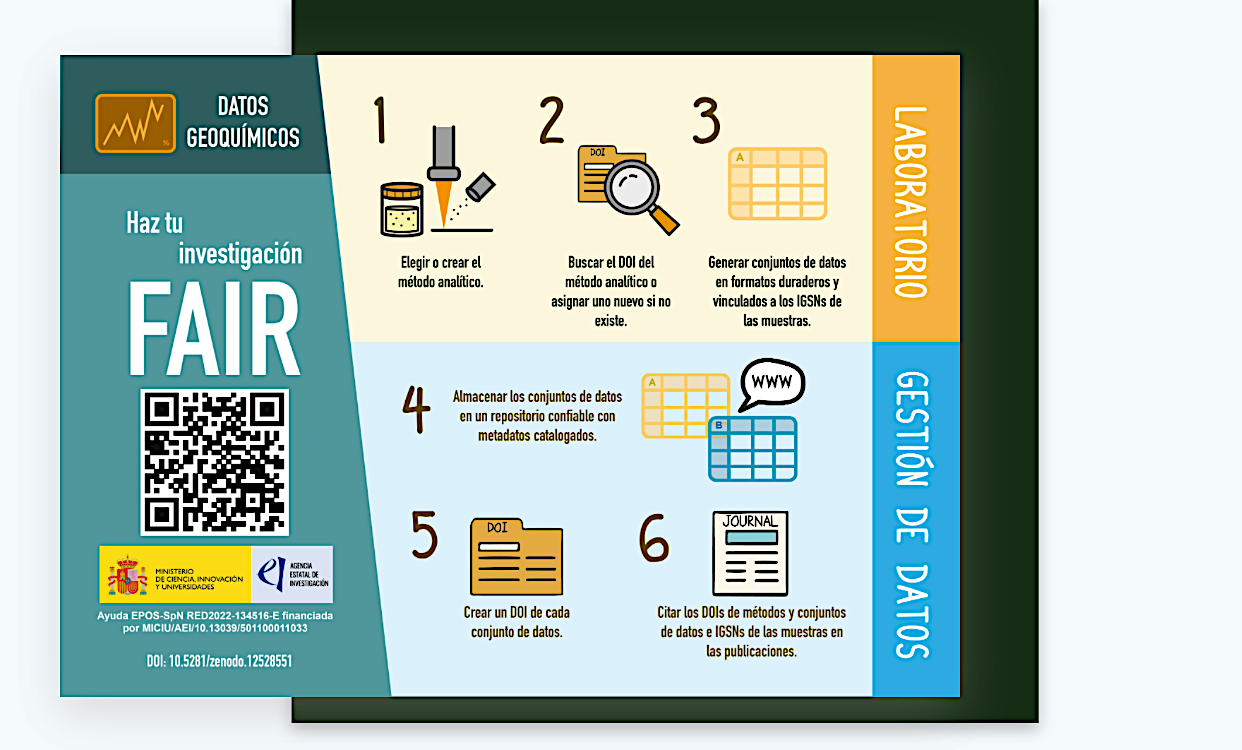 DATOS
GEOQUÍMICOS
Haz tu
investigación
FAIR
MINISTERIO
DE CIENCIA, INNOVACIÓN
Y UNIVERSIDADES
AGENCIA
ESTATAL DE
INVESTIGACIÓN
Ayuda EPOS-SpN RED2022-134516-E financiada
por MICIU/AEI/10.13039/501100011033
DOI: 10.5281/zenodo.12528551
1
Elegir o crear el
método analítico.
2
DOI
Buscar el DOI del
método analítico o
asignar uno nuevo si no
existe.
3
A
Generar conjuntos de datos
en formatos duraderos y
vinculados a los IGSNs de
las muestras.
LABORATORIO
4
Almacenar los conjuntos de datos
en un repositorio confiable con
metadatos catalogados.
A
B
WWW
5
DOI
Crear un DOI de cada
conjunto de datos.
6
JOURNAL
Citar los DOIs de métodos y conjuntos
de datos e IGSNs de las muestras en
las publicaciones.
GESTIÓN DE DATOS